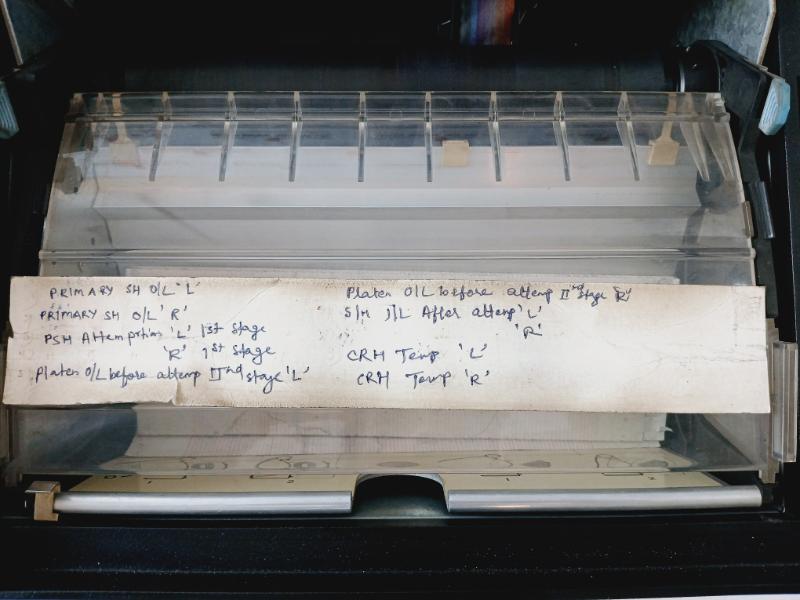 PRIMARY SH O/L 'L'
PRIMARY SH O/L 'R'
PSH Attemprtion 'L' 1st Stage
'R' 1st Stage
Platen O/L before attemp IInd stage 'L'
Platen O/L before attemp IInd stage 'R'
S/H I/L After attemp 'L'
'R'
CRH Temp 'L'
CRH Temp 'R'